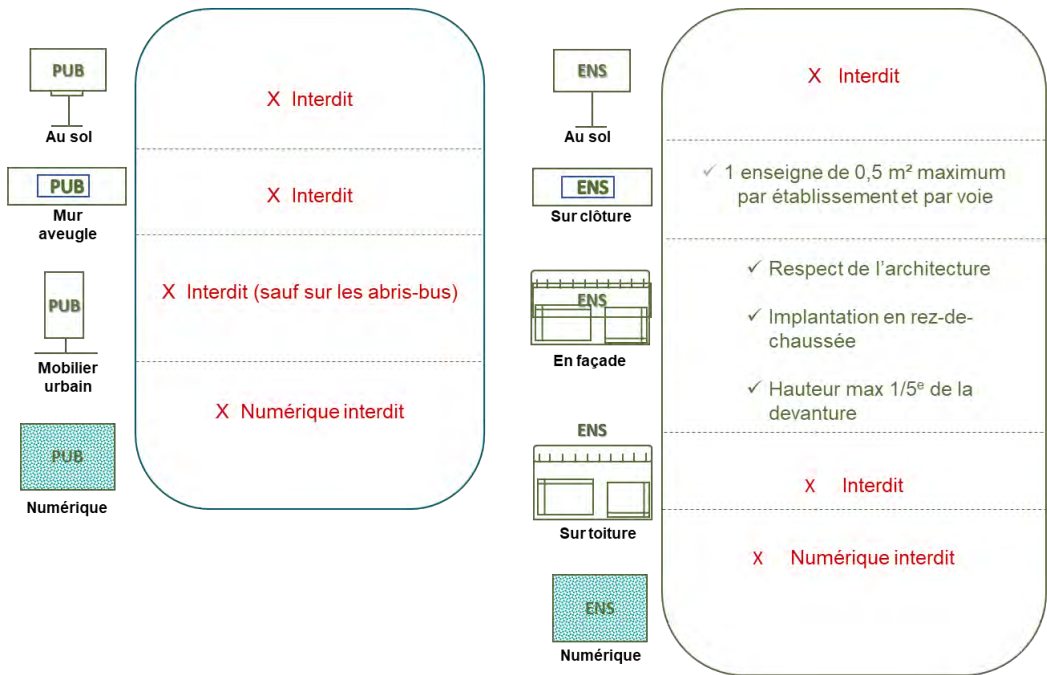 PUB
Au sol
X Interdit
PUB
Mur
aveugle
X Interdit
PUB
Mobilier
urbain
X Interdit (sauf sur les abris-bus)
PUB
Numérique
X Numérique interdit
ENS
Au sol
X Interdit
ENS
Sur clôture
✓ 1 enseigne de 0,5 m² maximum
par établissement et par voie
ENS
En façade
✓ Respect de l’architecture
✓ Implantation en rez-de-
chaussée
✓ Hauteur max 1/5ᵉ de la
devanture
ENS
Sur toiture
X Interdit
ENS
Numérique
X Numérique interdit